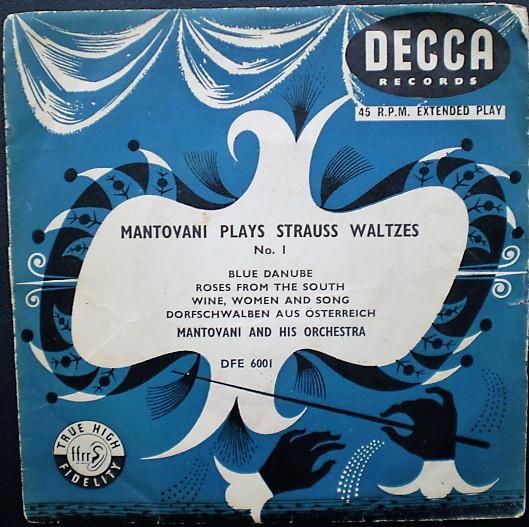 DECCA
RECORDS
45 R.P.M. EXTENDED PLAY
MANTOVANI PLAYS STRAUSS WALTZES
No. 1
BLUE DANUBE
ROSES FROM THE SOUTH
WINE, WOMEN AND SONG
DORFSCHWALBEN AUS ÖSTERREICH
MANTOVANI AND HIS ORCHESTRA
DFE 6001
TRUE HIGH
ffrr
FIDELITY